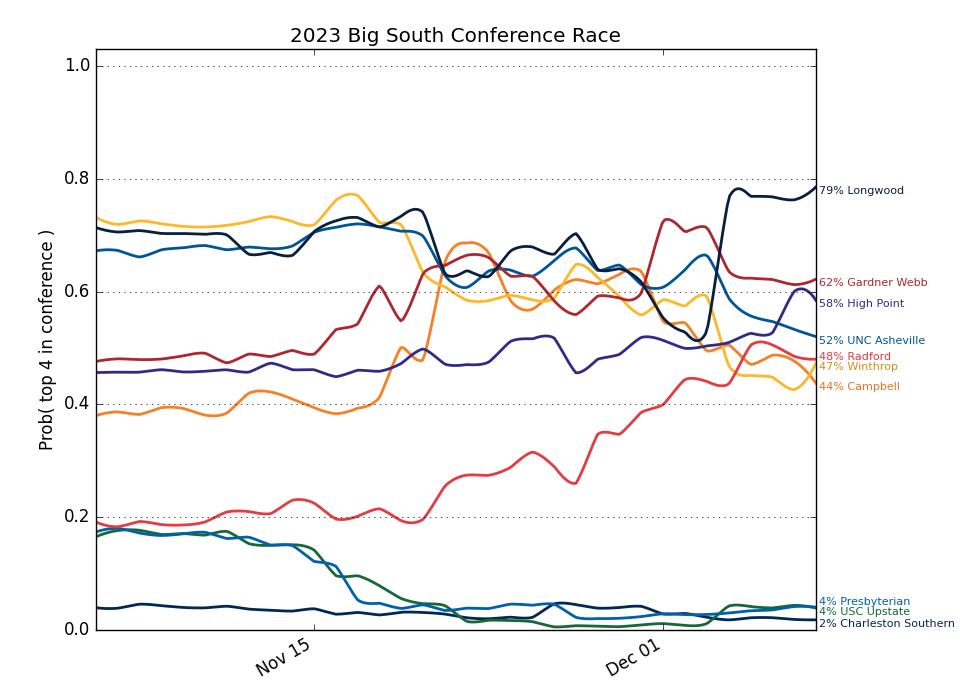 2023 Big South Conference Race
Prob( top 4 in conference )
1.0
0.8
0.6
0.4
0.2
0.0
Nov 15
Dec 01
79% Longwood
62% Gardner Webb
58% High Point
52% UNC Asheville
48% Radford
47% Winthrop
44% Campbell
4% Presbyterian
4% USC Upstate
2% Charleston Southern